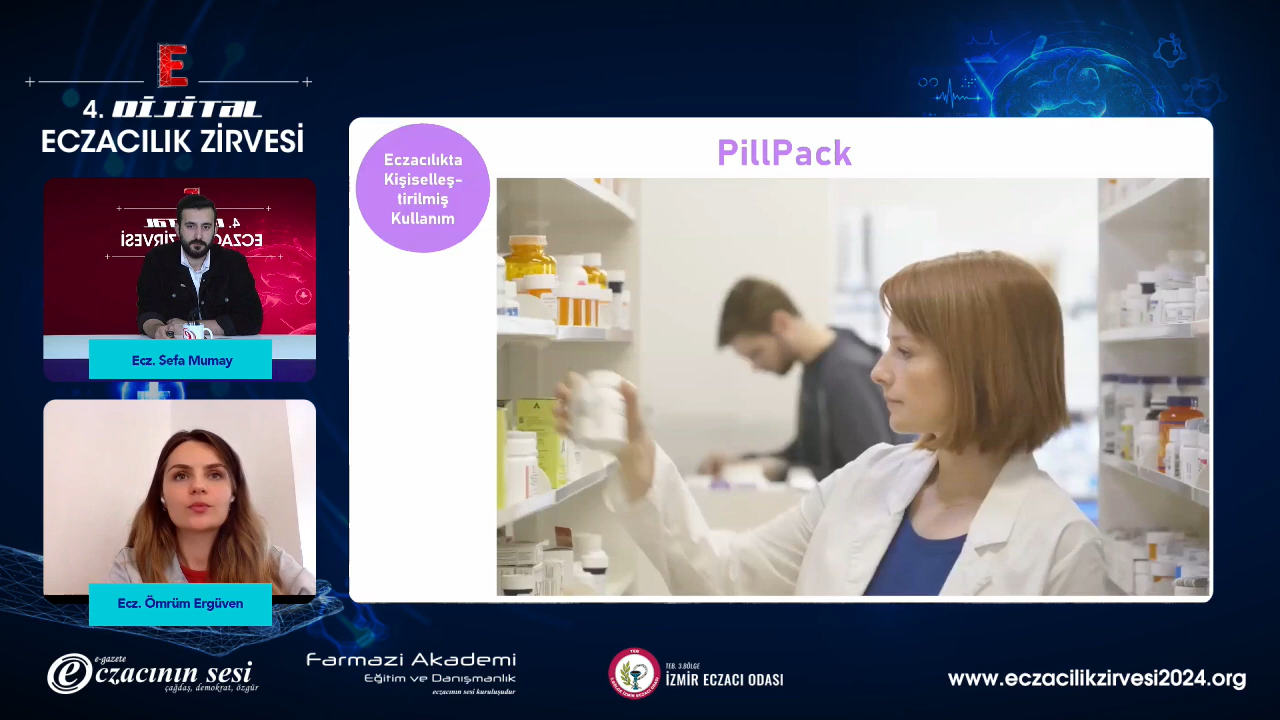 E
4. DİJİTAL
ECZACILIK ZİRVESİ
Eczacılıkta
Kişiselleş-
tirilmiş
Kullanım
PillPack
4.
Ecz. Sefa Mumay
Ecz. Ömrüm Ergüven
e-gazete
eczacının sesi
çağdaş, demokrat, özgür
Farmazi Akademi
Eğitim ve Danışmanlık
eczacının sesi kuruluşudur
TEB. 3.BÖLGE
İZMİR ECZACI ODASI
www.eczacilikzirvesi2024.org